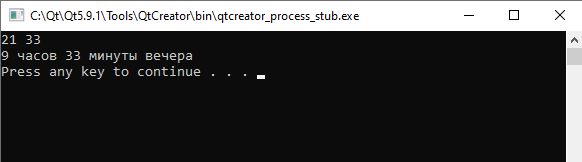 C:\Qt\Qt5.9.1\Tools\QtCreator\bin\qtcreator_process_stub.exe
21 33
9 часов 33 минуты вечера
Press any key to continue . . .